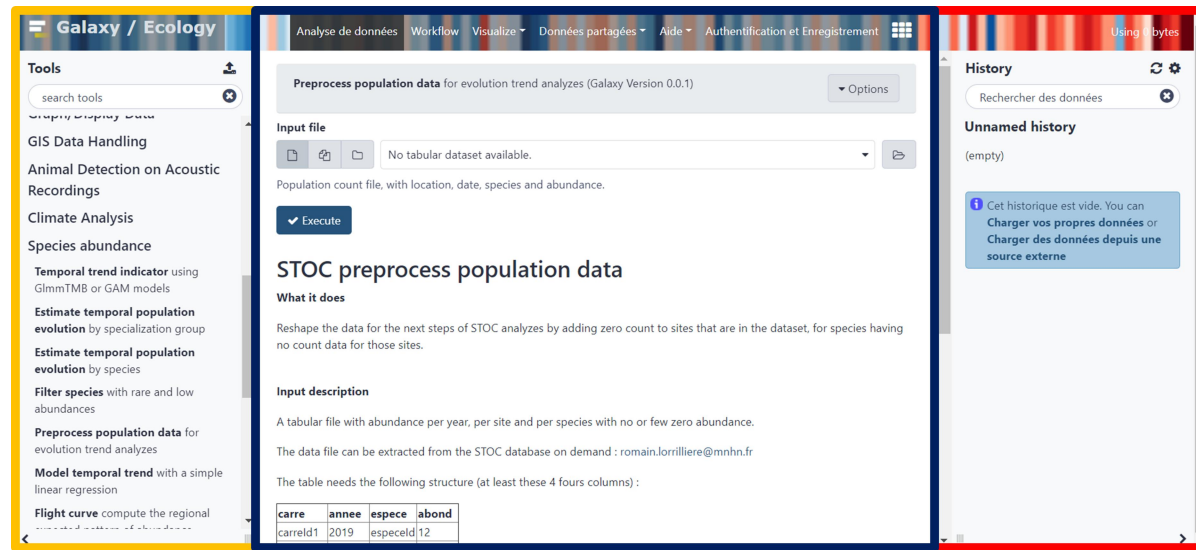 Galaxy / Ecology
Tools
search tools
Graph/Display Data
GIS Data Handling
Animal Detection on Acoustic
Recordings
Climate Analysis
Species abundance
Temporal trend indicator using
GlmmTMB or GAM models
Estimate temporal population
evolution by specialization group
Estimate temporal population
evolution by species
Filter species with rare and low
abundances
Preprocess population data for
evolution trend analyzes
Model temporal trend with a simple
linear regression
Flight curve compute the regional
expected pattern of abundance
Analyse de données Workflow Visualize Données partagées Aide Authentification et Enregistrement
Preprocess population data for evolution trend analyzes (Galaxy Version 0.0.1)
Options
Input file
No tabular dataset available.
Population count file, with location, date, species and abundance.
Execute
STOC preprocess population data
What it does
Reshape the data for the next steps of STOC analyzes by adding zero count to sites that are in the dataset, for species having
no count data for those sites.
Input description
A tabular file with abundance per year, per site and per species with no or few zero abundance.
The data file can be extracted from the STOC database on demand : romain.lorrilliere@mnhn.fr
The table needs the following structure (at least these 4 fours columns) :
carre annee espece abond
carreId1 2019 especeId 12
Using bytes
History
Rechercher des données
Unnamed history
(empty)
Cet historique est vide. You can
Charger vos propres données or
Charger des données depuis une
source externe